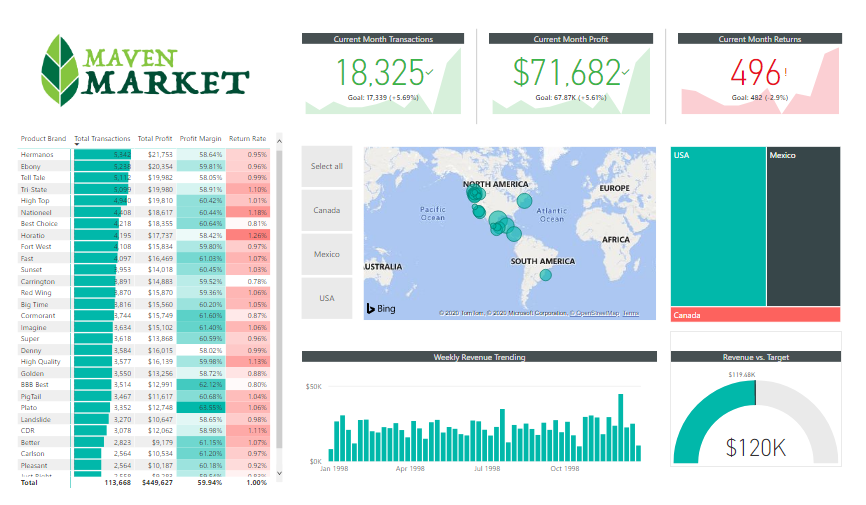 MAVEN
MARKET
Current Month Transactions
18,325✓
Goal: 17,339 (+5.69%)
Current Month Profit
$71,682✓
Goal: 67.87K (+5.61%)
Current Month Returns
496!
Goal: 482 (-2.9%)
Product Brand Total Transactions Total Profit Profit Margin Return Rate
Hermanos 5,342 $21,753 58.64% 0.95%
Ebony 5,238 $20,354 59.81% 0.96%
Tell Tale 5,112 $19,982 58.05% 0.99%
Tri-State 5,099 $19,980 58.91% 1.10%
High Top 4,940 $19,810 60.42% 1.01%
Nationeel 4,408 $18,617 60.44% 1.18%
Best Choice 4,218 $18,355 60.64% 0.81%
Horatio 4,195 $17,737 58.42% 1.26%
Fort West 4,108 $15,834 59.80% 0.97%
Fast 4,097 $16,469 61.03% 1.07%
Sunset 3,953 $14,018 60.45% 1.03%
Carrington 3,891 $14,883 59.52% 0.78%
Red Wing 3,870 $15,870 59.36% 1.06%
Big Time 3,816 $15,560 60.20% 1.05%
Cormorant 3,744 $15,749 61.60% 0.87%
Imagine 3,634 $15,102 61.40% 1.06%
Super 3,618 $13,868 60.59% 0.96%
Denny 3,584 $16,015 58.02% 0.99%
High Quality 3,577 $16,139 59.98% 1.13%
Golden 3,550 $13,256 58.72% 0.88%
BBB Best 3,514 $12,991 62.12% 0.80%
PigTail 3,467 $11,617 60.68% 1.04%
Plato 3,352 $12,748 1.06%
Landslide 3,270 $10,647 58.65% 0.98%
CDR 3,078 $12,062 58.98% 1.11%
Better 2,823 $9,179 61.15% 1.07%
Carlson 2,564 $10,534 61.20% 0.97%
Pleasant 2,564 $10,187 60.18% 0.92%
Total 113,668 $449,627 59.94% 1.00%
Select all
Canada
Mexico
USA
NORTH AMERICA
EUROPE
Pacific
Ocean
Atlantic
Ocean
AFRICA
AUSTRALIA
SOUTH AMERICA
Bing
© 2020 TomTom, © 2020 Microsoft Corporation, © OpenStreetMap Terms
USA
Mexico
Canada
Weekly Revenue Trending
$50K
$0K
Jan 1998 Apr 1998 Jul 1998 Oct 1998
Revenue vs. Target
$119.48K
$120K